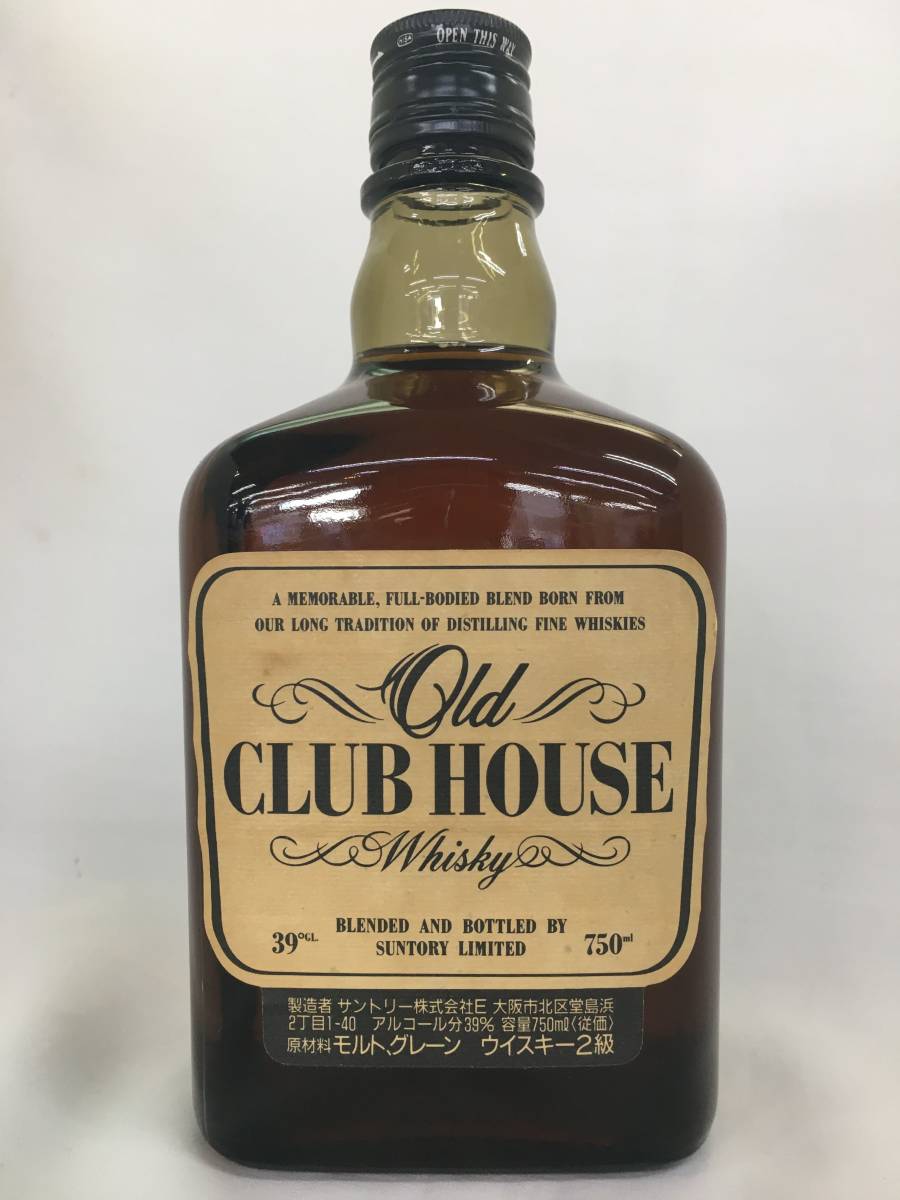 OPEN THIS WAY
A MEMORABLE, FULL-BODIED BLEND BORN FROM
OUR LONG TRADITION OF DISTILLING FINE WHISKIES
Old
CLUB HOUSE
Whisky
39°GL.
BLENDED AND BOTTLED BY
SUNTORY LIMITED
750ml
製造者 サントリー株式会社E 大阪市北区堂島浜
2丁目1-40 アルコール分39% 容量750mℓ〈従価〉
原材料 モルト、グレーン ウイスキー2級